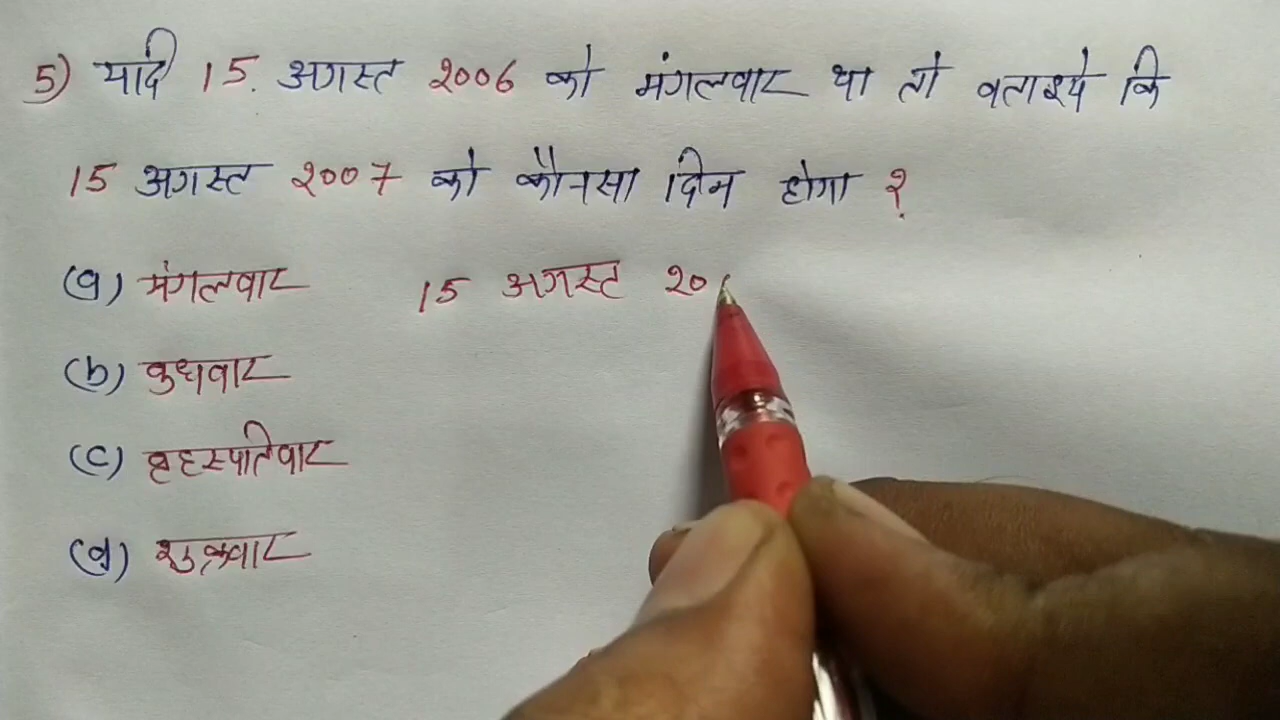 5) यदि 15 अगस्त 2006 को मंगलवार था तो बताइये कि
15 अगस्त 2007 को कौनसा दिन होगा ?
(a) मंगलवार
15 अगस्त 20
(b) बुधवार
(c) बृहस्पतिवार
(d) शुक्रवार